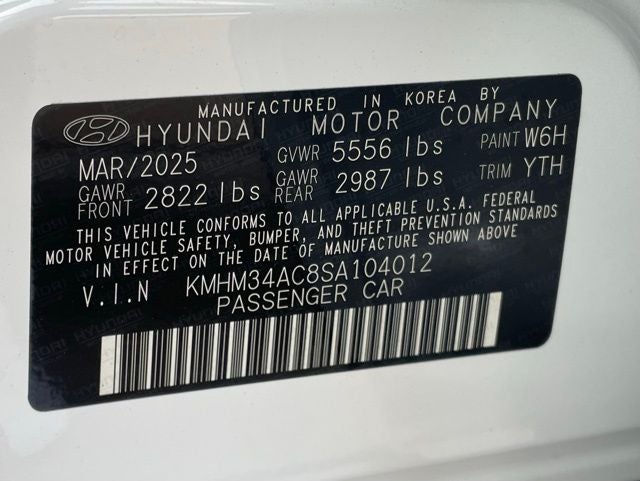 MANUFACTURED IN KOREA BY
HYUNDAI MOTOR COMPANY
MAR/2025 GVWR 5556 lbs PAINT W6H
GAWR FRONT 2822 lbs GAWR REAR 2987 lbs TRIM YTH
THIS VEHICLE CONFORMS TO ALL APPLICABLE U.S.A. FEDERAL
MOTOR VEHICLE SAFETY, BUMPER, AND THEFT PREVENTION STANDARDS
IN EFFECT ON THE DATE OF MANUFACTURE SHOWN ABOVE
V.I.N KMHM34AC8SA104012
PASSENGER CAR